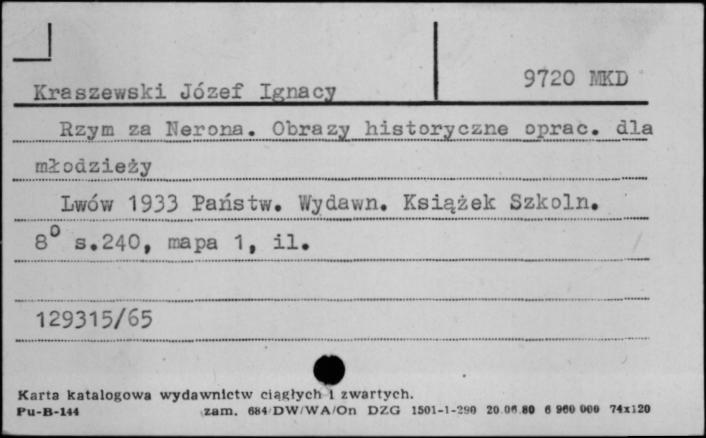 Kraszewski Józef Ignacy 9720 MKD
Rzym za Nerona. Obrazy historyczne oprac. dla
młodzieży
Lwów 1933 Państw. Wydawn. Książek Szkoln.
8° s.240, mapa 1, il.
129315/65
Karta katalogowa wydawnictw ciągłych i zwartych.
Pu-B-144 zam. 684/DW/WA/On DZG 1501-1-290 20.06.80 6 960 000 74x120